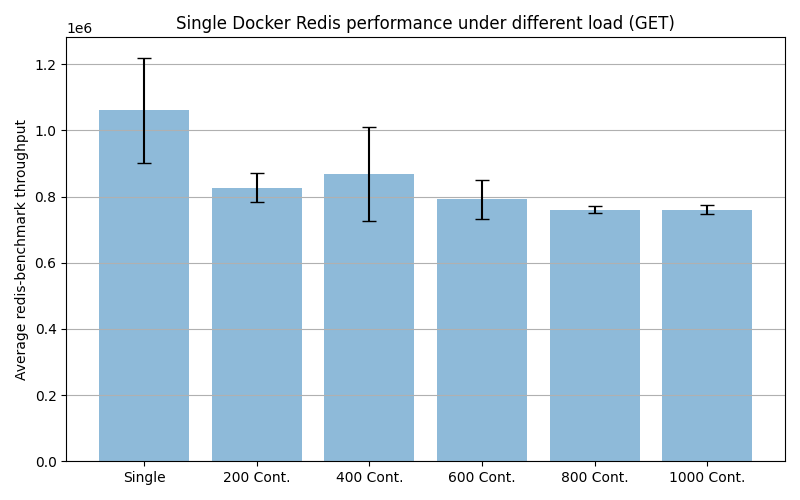 Single Docker Redis performance under different load (GET)
1e6
Average redis-benchmark throughput
1.2
1.0
0.8
0.6
0.4
0.2
0.0
Single
200 Cont.
400 Cont.
600 Cont.
800 Cont.
1000 Cont.